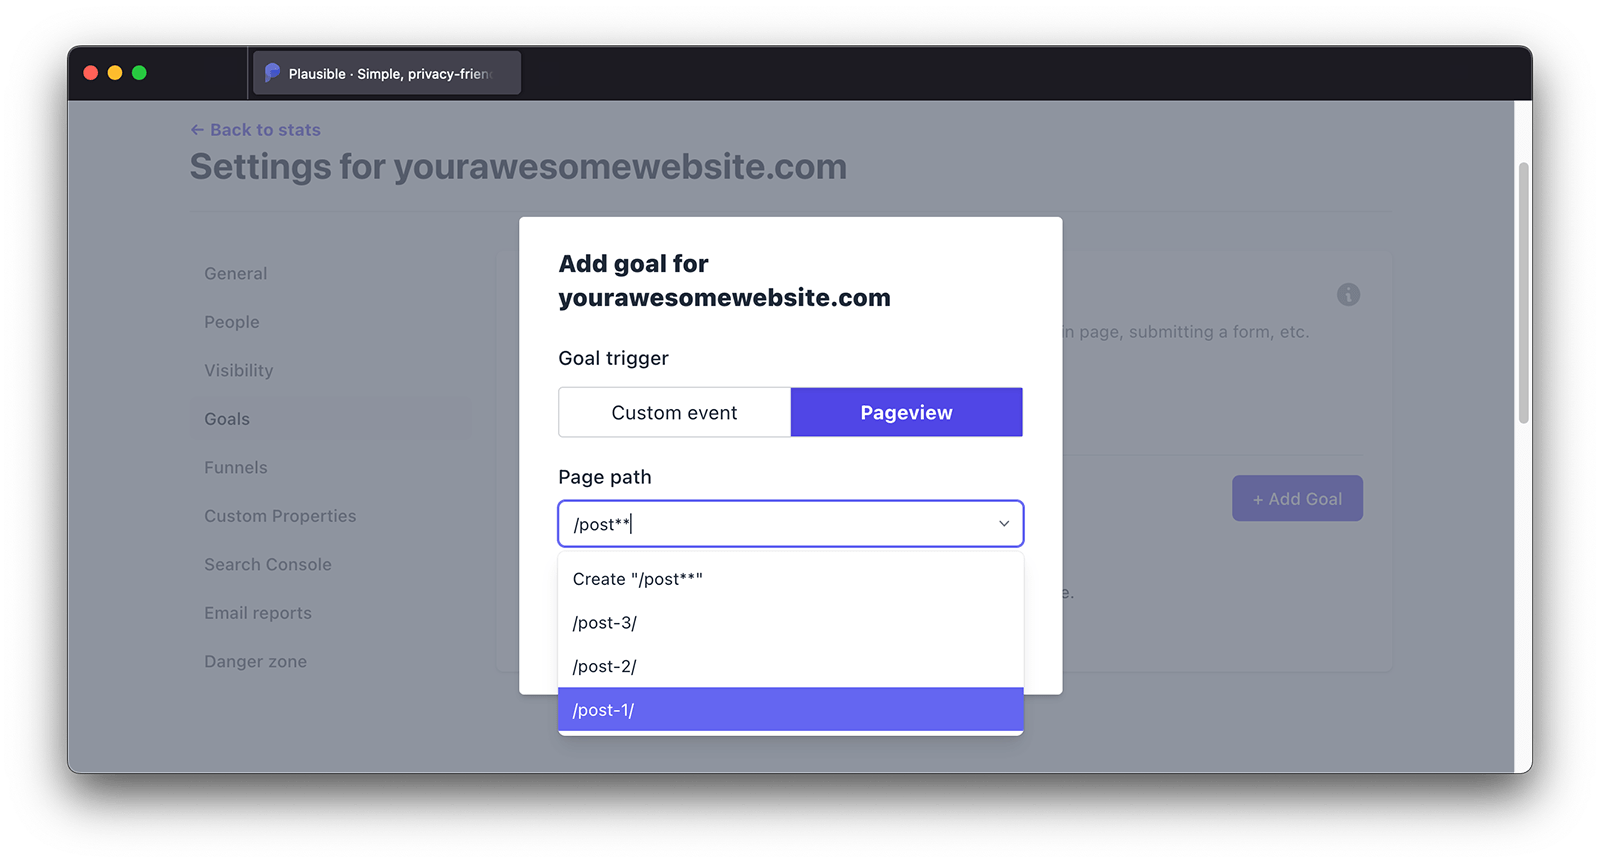 Plausible · Simple, privacy-frien
← Back to stats
Settings for yourawesomewebsite.com
General
People
Visibility
Goals
Funnels
Custom Properties
Search Console
Email reports
Danger zone
in page, submitting a form, etc.
+ Add Goal
e.
Add goal for
yourawesomewebsite.com
Goal trigger
Custom event
Pageview
Page path
/post**
Create "/post**"
/post-3/
/post-2/
/post-1/